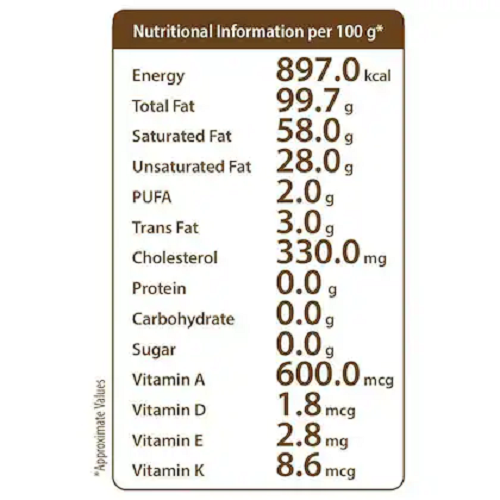 Nutritional Information per 100 g*
Energy 897.0 kcal
Total Fat 99.7 g
Saturated Fat 58.0 g
Unsaturated Fat 28.0 g
PUFA 2.0 g
Trans Fat 3.0 g
Cholesterol 330.0 mg
Protein 0.0 g
Carbohydrate 0.0 g
Sugar 0.0 g
Vitamin A 600.0 mcg
Vitamin D 1.8 mcg
Vitamin E 2.8 mg
Vitamin K 8.6 mcg
*Approximate Values